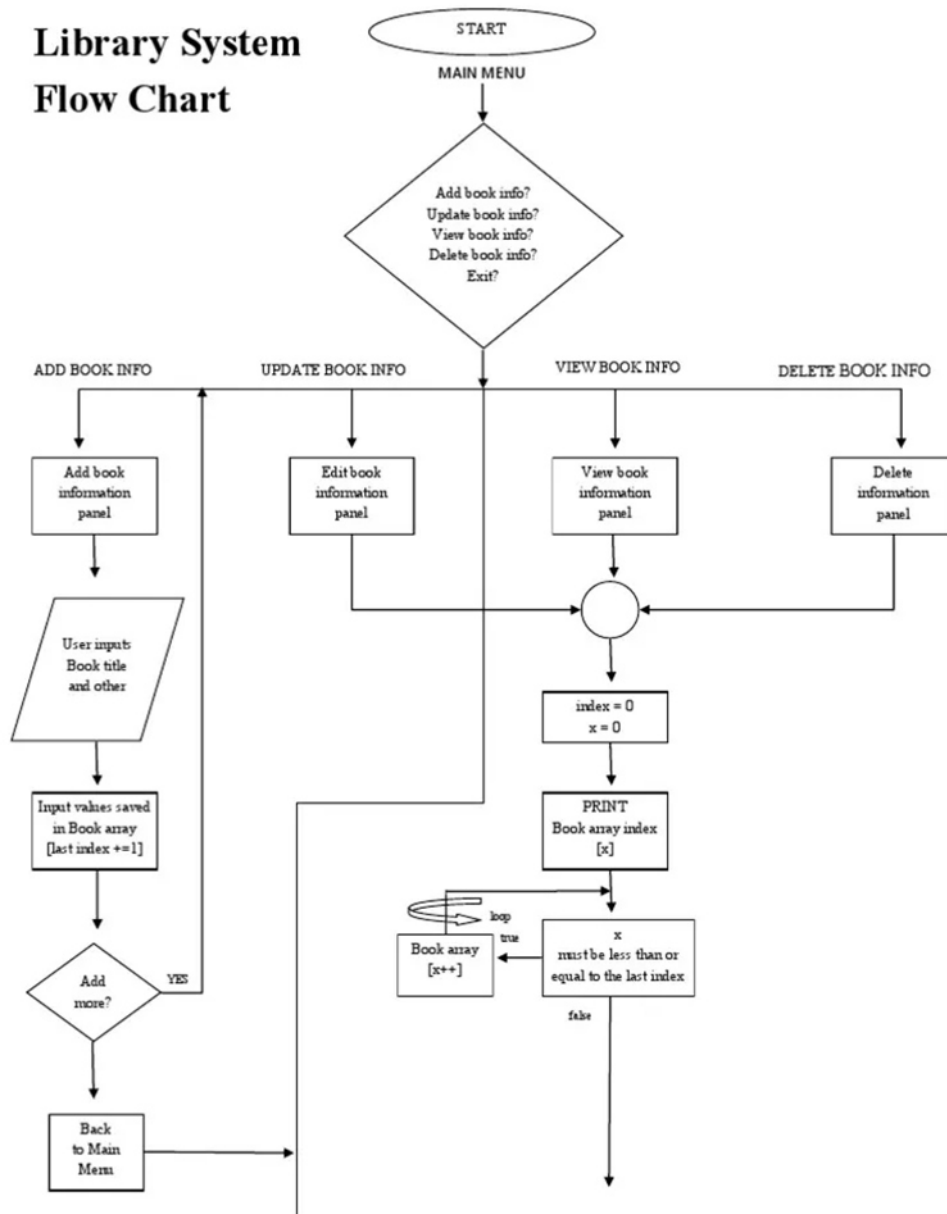 Library System
Flow Chart
START
MAIN MENU
Add book info?
Update book info?
View book info?
Delete book info?
Exit?
ADD BOOK INFO
UPDATE BOOK INFO
VIEW BOOK INFO
DELETE BOOK INFO
Add book
information
panel
Edit book
information
panel
View book
information
panel
Delete
information
panel
User inputs
Book title
and other
index = 0
x = 0
Input values saved
in Book array
[last index +=1]
PRINT
Book array index
[x]
loop
true
Book array
[x++]
x
must be less than or
equal to the last index
false
Add
more?
YES
Back
to Main
Menu